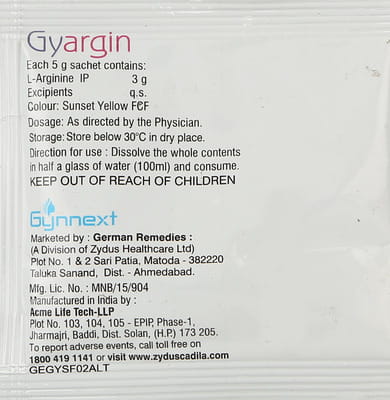 Gyargin
Each 5 g sachet contains:
L-Arginine IP 3 g
Excipients q.s.
Colour: Sunset Yellow FCF
Dosage: As directed by the Physician.
Storage: Store below 30°C in dry place.
Direction for use : Dissolve the whole contents
in half a glass of water (100ml) and consume.
KEEP OUT OF REACH OF CHILDREN
Gynnext
Marketed by : German Remedies :
(A Division of Zydus Healthcare Ltd)
Plot No. 1 & 2 Sari Patia, Matoda - 382220
Taluka Sanand, Dist. - Ahmedabad.
Mfg. Lic. No. : MNB/15/904
Manufactured in India by :
Acme Life Tech-LLP
Plot No. 103, 104, 105 - EPIP, Phase-1,
Jharmajri, Baddi, Dist. Solan, (H.P.) 173 205.
To report adverse events, call toll free on
1800 419 1141 or visit www.zyduscadila.com
GEGYSF02ALT